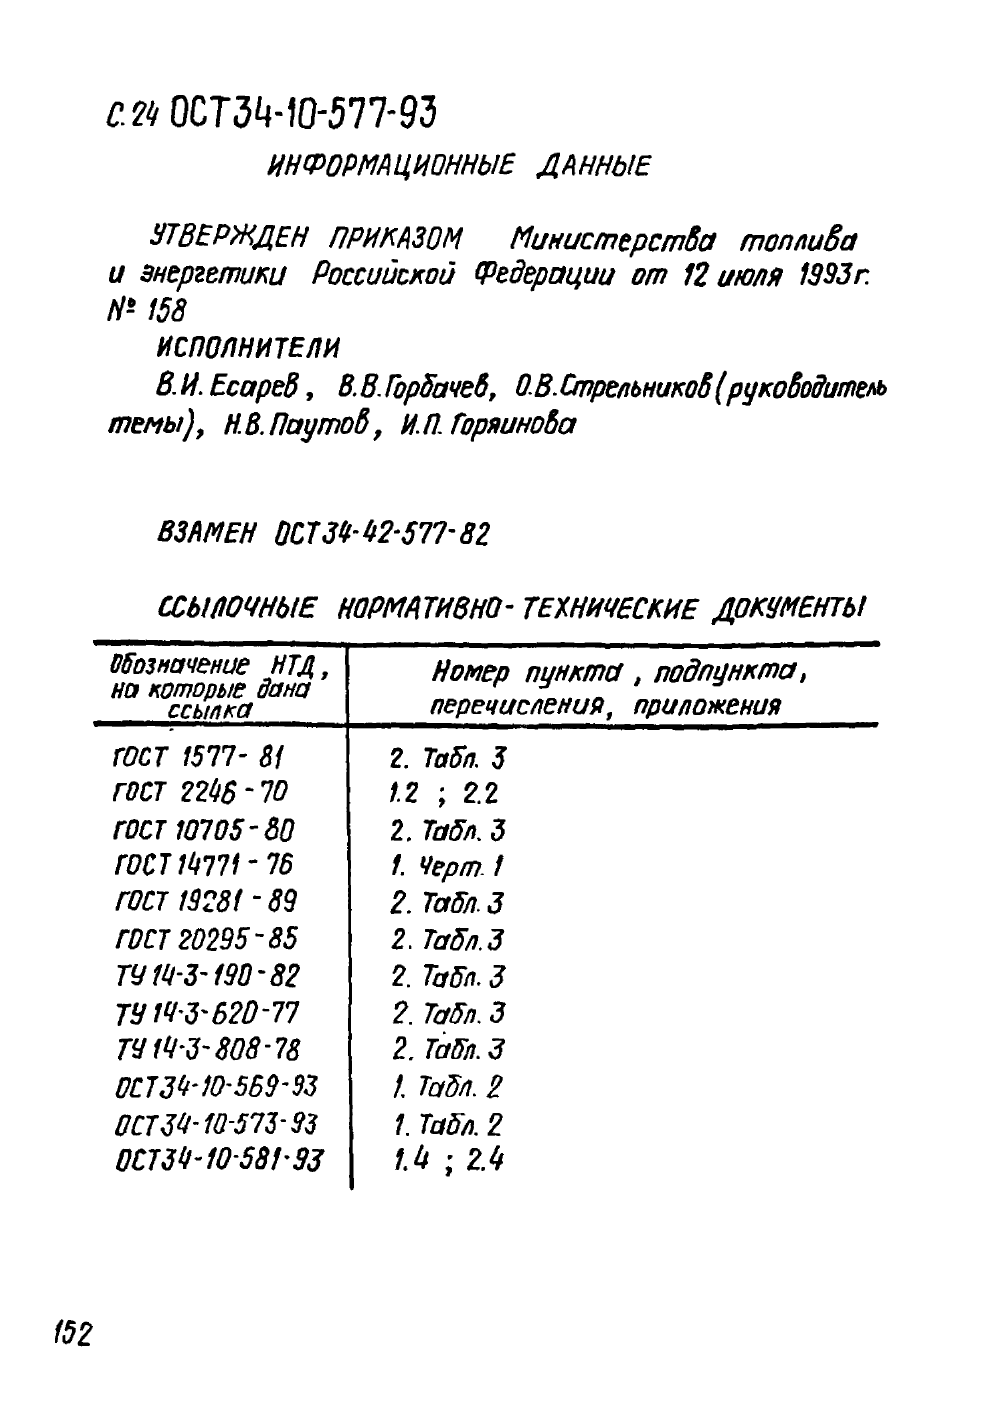 С. 24 ОСТ 34-10-577-93
ИНФОРМАЦИОННЫЕ ДАННЫЕ
УТВЕРЖДЕН ПРИКАЗОМ Министерства топлива
и энергетики Российской Федерации от 12 июля 1993г.
№ 158
ИСПОЛНИТЕЛИ
В.И. Есарев, В.В. Горбачев, О.В. Стрельников (руководитель
темы), Н.В. Паутов, И.П. Горяинова
ВЗАМЕН ОСТ 34-42-577-82
ССЫЛОЧНЫЕ НОРМАТИВНО-ТЕХНИЧЕСКИЕ ДОКУМЕНТЫ
Обозначение НТД,
на которые дана
ссылка
Номер пункта, подпункта,
перечисления, приложения
ГОСТ 1577-81 2. Табл. 3
ГОСТ 2246-70 1.2 ; 2.2
ГОСТ 10705-80 2. Табл. 3
ГОСТ 14771-76 1. Черт. 1
ГОСТ 19281-89 2. Табл. 3
ГОСТ 20295-85 2. Табл. 3
ТУ 14-3-190-82 2. Табл. 3
ТУ 14-3-620-77 2. Табл. 3
ТУ 14-3-808-78 2. Табл. 3
ОСТ 34-10-569-93 1. Табл. 2
ОСТ 34-10-573-93 1. Табл. 2
ОСТ 34-10-581-93 1.4 ; 2.4
152